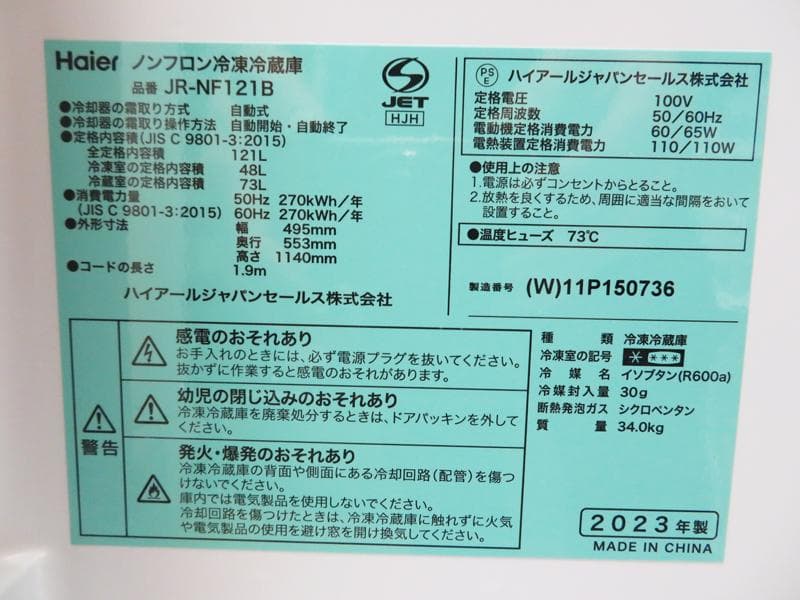 Haier ノンフロン冷凍冷蔵庫
品番 JR-NF121B
JET
HJH
●冷却器の霜取り方式 自動式
●冷却器の霜取り操作方法 自動開始・自動終了
●定格内容積(JIS C 9801-3:2015)
全定格内容積 121L
冷凍室の定格内容積 48L
冷蔵室の定格内容積 73L
●消費電力量 50Hz 270kWh/年
(JIS C 9801-3:2015) 60Hz 270kWh/年
●外形寸法 幅 495mm
奥行 553mm
高さ 1140mm
●コードの長さ 1.9m
ハイアールジャパンセールス株式会社
PSE ハイアールジャパンセールス株式会社
定格電圧 100V
定格周波数 50/60Hz
電動機定格消費電力 60/65W
電熱装置定格消費電力 110/110W
●使用上の注意
1.電源は必ずコンセントからとること。
2.放熱を良くするため、周囲に適当な間隔をおいて
設置すること。
●温度ヒューズ 73℃
製造番号 (W)11P150736
警告
感電のおそれあり
お手入れのときには、必ず電源プラグを抜いてください。
抜かずに作業すると感電のおそれがあります。
幼児の閉じ込みのおそれあり
冷凍冷蔵庫を廃棄処分するときは、ドアパッキンを外して
ください。
発火・爆発のおそれあり
冷凍冷蔵庫の背面や側面にある冷却回路(配管)を傷つ
けないでください。
庫内では電気製品を使用しないでください。
冷却回路を傷つけたときは、冷凍冷蔵庫に触れずに火気
や電気製品の使用を避け窓を開け換気してください。
種類 冷凍冷蔵庫
冷凍室の記号 * ***
冷媒名 イソブタン(R600a)
冷媒封入量 30g
断熱発泡ガス シクロペンタン
質量 34.0kg
2023年製
MADE IN CHINA